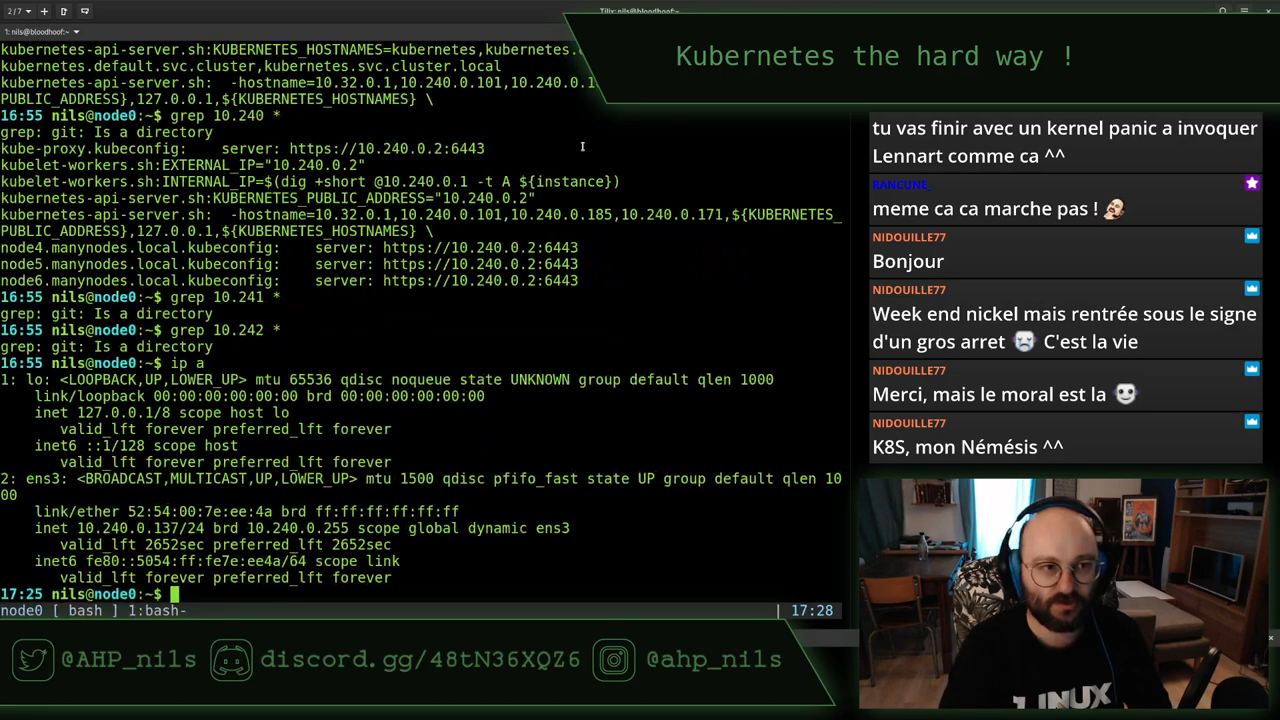 2/7
Tilix: nils@bloodhoof:~
1: nils@bloodhoof:~
kubernetes-api-server.sh:KUBERNETES_HOSTNAMES=kubernetes,kubernetes.
kubernetes.default.svc.cluster,kubernetes.svc.cluster.local
kubernetes-api-server.sh:  -hostname=10.32.0.1,10.240.0.101,10.240.0.1
PUBLIC_ADDRESS},127.0.0.1,${KUBERNETES_HOSTNAMES} \
16:55 nils@node0:~$ grep 10.240 *
grep: git: Is a directory
kube-proxy.kubeconfig:    server: https://10.240.0.2:6443
kubelet-workers.sh:EXTERNAL_IP="10.240.0.2"
kubelet-workers.sh:INTERNAL_IP=$(dig +short @10.240.0.1 -t A ${instance})
kubernetes-api-server.sh:KUBERNETES_PUBLIC_ADDRESS="10.240.0.2"
kubernetes-api-server.sh:  -hostname=10.32.0.1,10.240.0.101,10.240.0.185,10.240.0.171,${KUBERNETES_
PUBLIC_ADDRESS},127.0.0.1,${KUBERNETES_HOSTNAMES} \
node4.manynodes.local.kubeconfig:    server: https://10.240.0.2:6443
node5.manynodes.local.kubeconfig:    server: https://10.240.0.2:6443
node6.manynodes.local.kubeconfig:    server: https://10.240.0.2:6443
16:55 nils@node0:~$ grep 10.241 *
grep: git: Is a directory
16:55 nils@node0:~$ grep 10.242 *
grep: git: Is a directory
16:55 nils@node0:~$ ip a
1: lo: <LOOPBACK,UP,LOWER_UP> mtu 65536 qdisc noqueue state UNKNOWN group default qlen 1000
    link/loopback 00:00:00:00:00:00 brd 00:00:00:00:00:00
    inet 127.0.0.1/8 scope host lo
       valid_lft forever preferred_lft forever
    inet6 ::1/128 scope host
       valid_lft forever preferred_lft forever
2: ens3: <BROADCAST,MULTICAST,UP,LOWER_UP> mtu 1500 qdisc pfifo_fast state UP group default qlen 10
00
    link/ether 52:54:00:7e:ee:4a brd ff:ff:ff:ff:ff:ff
    inet 10.240.0.137/24 brd 10.240.0.255 scope global dynamic ens3
       valid_lft 2652sec preferred_lft 2652sec
    inet6 fe80::5054:ff:fe7e:ee4a/64 scope link
       valid_lft forever preferred_lft forever
17:25 nils@node0:~$
node0 [ bash ] 1:bash- | 17:28
Kubernetes the hard way !
tu vas finir avec un kernel panic a invoquer
Lennart comme ca ^^
RANCUNE_
meme ca ca marche pas !
NIDOUILLE77
Bonjour
NIDOUILLE77
Week end nickel mais rentrée sous le signe
d'un gros arret C'est la vie
NIDOUILLE77
Merci, mais le moral est la
NIDOUILLE77
K8S, mon Némésis ^^
LINUX
@AHP_nils discord.gg/48tN36XQZ6 @ahp_nils